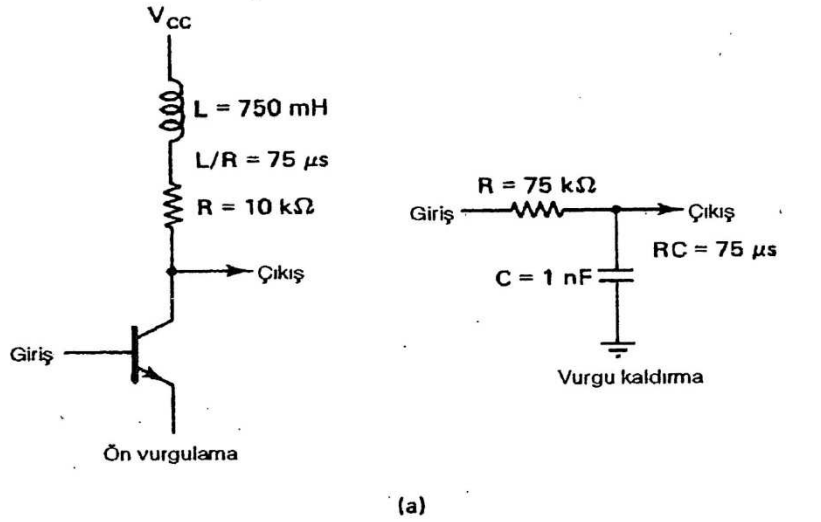 V_CC
L = 750 mH
L/R = 75 μs
R = 10 kΩ
Çıkış
Giriş
Ön vurgulama
R = 75 kΩ
Giriş
Çıkış
RC = 75 μs
C = 1 nF
Vurgu kaldırma
(a)